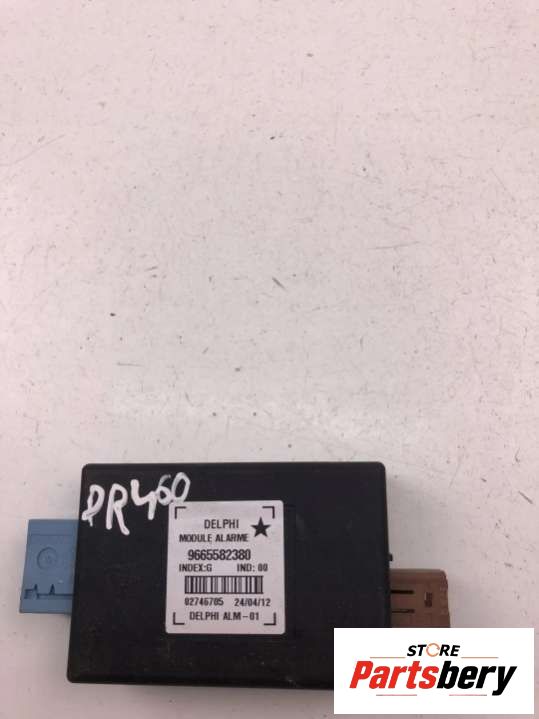 PR460
DELPHI
MODULE ALARME
9665582380
INDEX:G IND: 00
02746705 24/04/12
DELPHI ALM-01
STORE
Partsbery